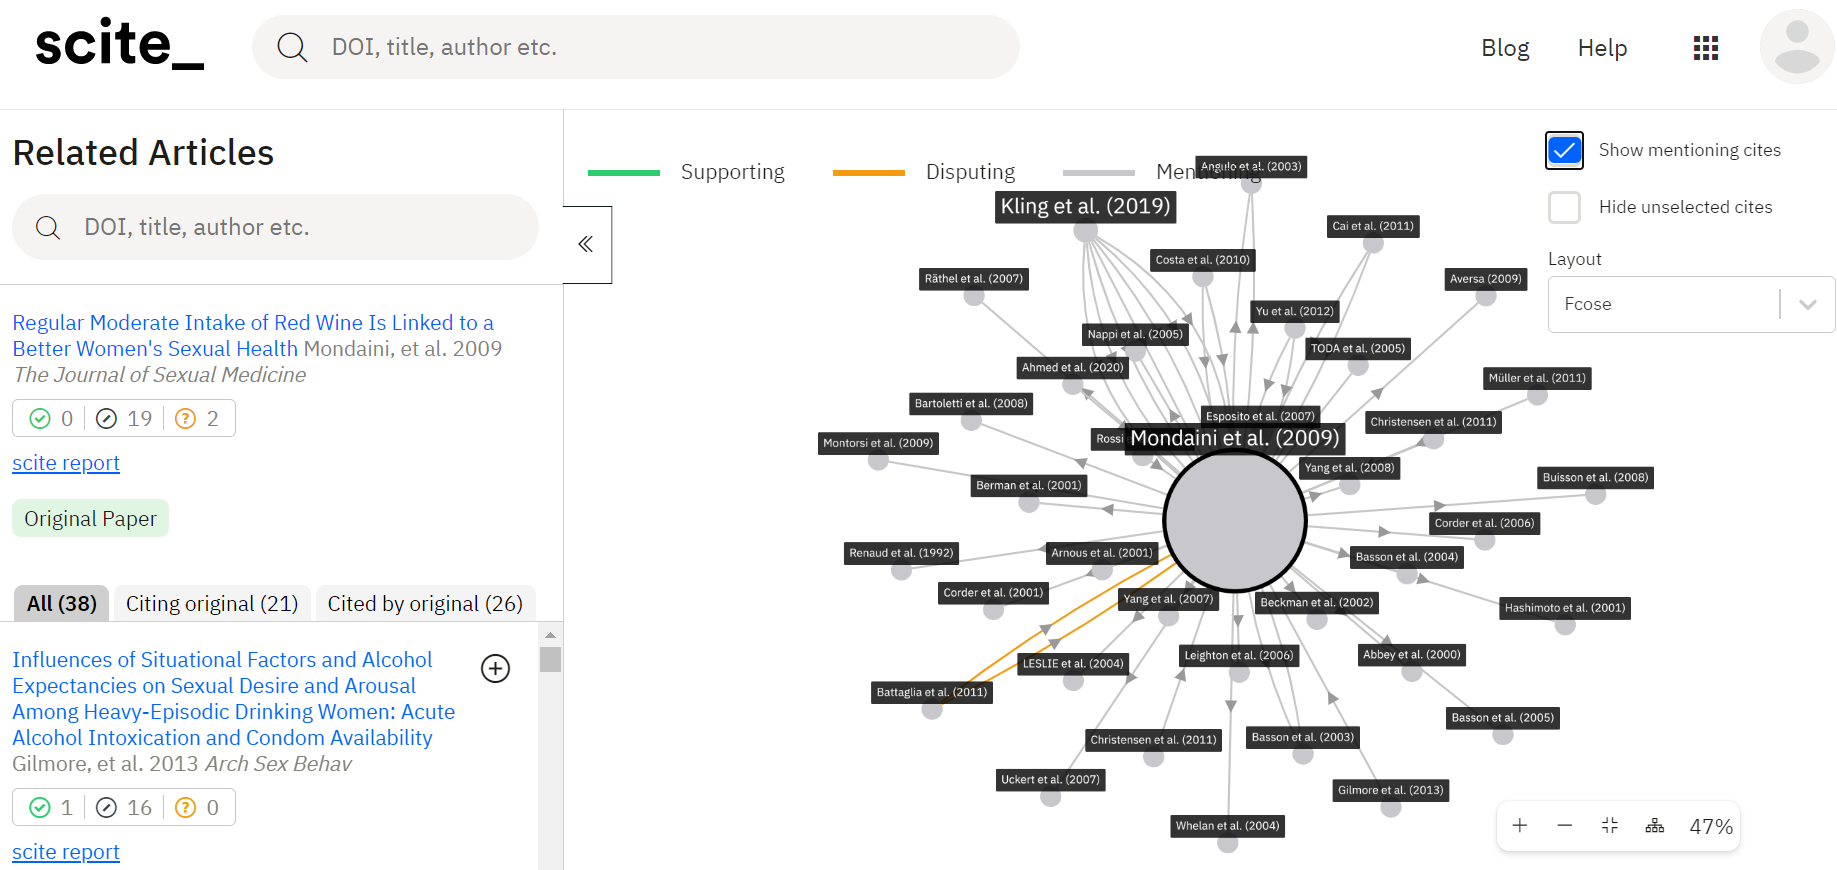 scite_
DOI, title, author etc.
Blog
Help
Related Articles
DOI, title, author etc.
Regular Moderate Intake of Red Wine Is Linked to a
Better Women's Sexual Health Mondaini, et al. 2009
The Journal of Sexual Medicine
0 19 2
scite report
Original Paper
All (38) Citing original (21) Cited by original (26)
Influences of Situational Factors and Alcohol
Expectancies on Sexual Desire and Arousal
Among Heavy-Episodic Drinking Women: Acute
Alcohol Intoxication and Condom Availability
Gilmore, et al. 2013 Arch Sex Behav
1 16 0
scite report
Supporting
Disputing
Mentioning
Show mentioning cites
Hide unselected cites
Layout
Fcose
Angulo et al. (2003)
Kling et al. (2019)
Cai et al. (2011)
Costa et al. (2010)
Räthel et al. (2007)
Aversa (2009)
Yu et al. (2012)
Nappi et al. (2005)
TODA et al. (2005)
Ahmed et al. (2020)
Müller et al. (2011)
Bartoletti et al. (2008)
Esposito et al. (2007)
Christensen et al. (2011)
Rossi
Mondaini et al. (2009)
Montorsi et al. (2009)
Yang et al. (2008)
Berman et al. (2001)
Buisson et al. (2008)
Corder et al. (2006)
Renaud et al. (1992)
Arnous et al. (2001)
Basson et al. (2004)
Corder et al. (2001)
Yang et al. (2007)
Beckman et al. (2002)
Hashimoto et al. (2001)
LESLIE et al. (2004)
Leighton et al. (2006)
Abbey et al. (2000)
Battaglia et al. (2011)
Basson et al. (2005)
Christensen et al. (2011)
Basson et al. (2003)
Uckert et al. (2007)
Gilmore et al. (2013)
Whelan et al. (2004)
47%